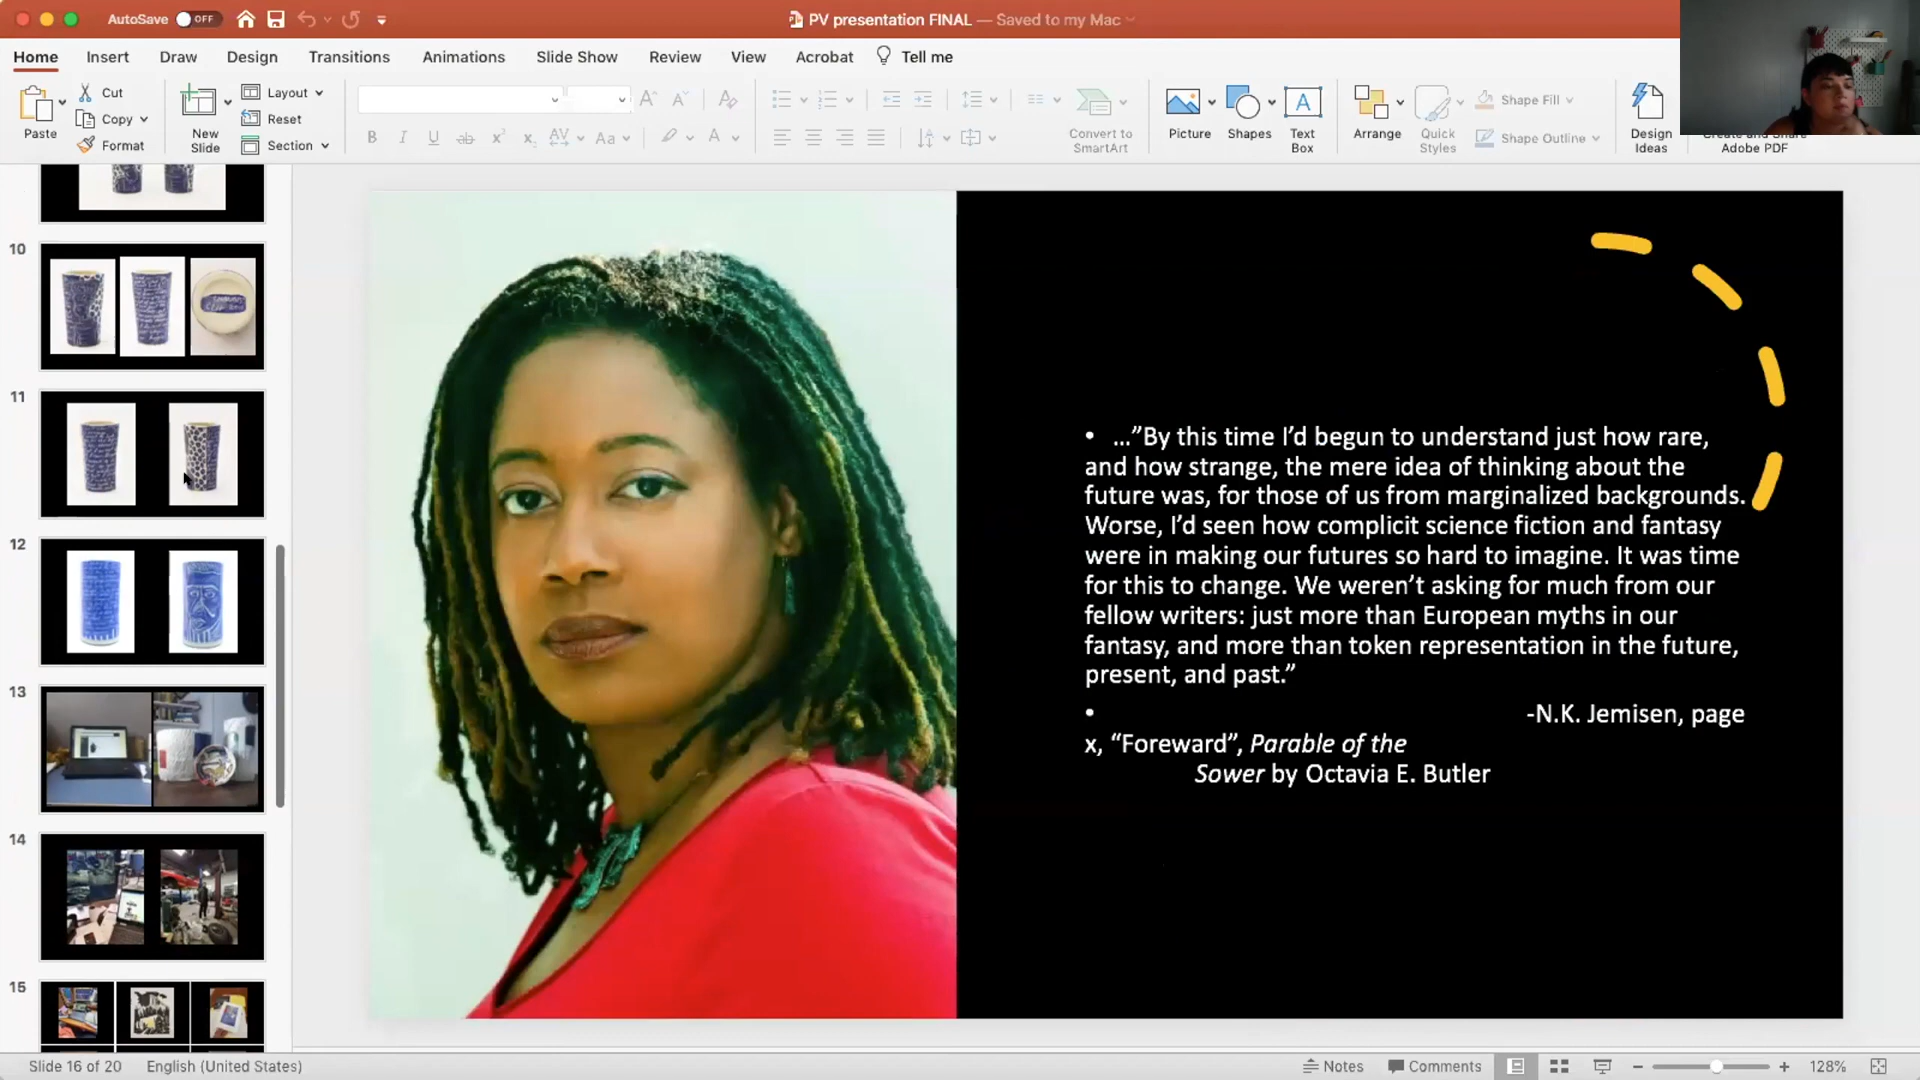 AutoSave OFF
PV presentation FINAL — Saved to my Mac
Home Insert Draw Design Transitions Animations Slide Show Review View Acrobat Tell me
Paste
Cut
Copy
Format
New
Slide
Layout
Reset
Section
B I U ab x² x₂ AV Aa A
Convert to
SmartArt
Picture
Shapes
Text
Box
Arrange
Quick
Styles
Shape Fill
Shape Outline
Design
Ideas
Create and Share
Adobe PDF
10
11
12
13
14
15
• …”By this time I’d begun to understand just how rare,
and how strange, the mere idea of thinking about the
future was, for those of us from marginalized backgrounds.
Worse, I’d seen how complicit science fiction and fantasy
were in making our futures so hard to imagine. It was time
for this to change. We weren’t asking for much from our
fellow writers: just more than European myths in our
fantasy, and more than token representation in the future,
present, and past.”
• -N.K. Jemisen, page
x, “Foreward”, Parable of the
Sower by Octavia E. Butler
Slide 16 of 20 English (United States)
Notes Comments 128%